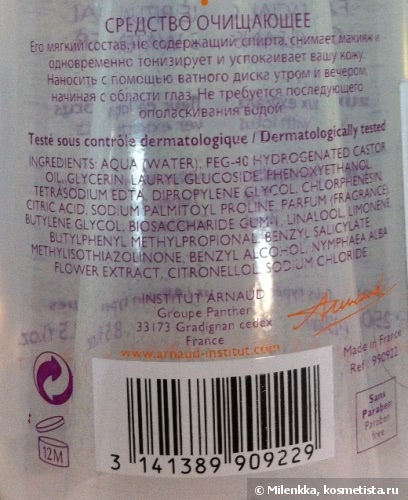 СРЕДСТВО ОЧИЩАЮЩЕЕ
Его мягкий состав, не содержащий спирта, снимает макияж и
одновременно тонизирует и успокаивает вашу кожу.
Наносить с помощью ватного диска утром и вечером,
начиная с области глаз. Не требуется последующего
ополаскивания водой.
Testé sous contrôle dermatologique / Dermatologically tested
INGREDIENTS: AQUA (WATER), PEG-40 HYDROGENATED CASTOR
OIL, GLYCERIN, LAURYL GLUCOSIDE, PHENOXYETHANOL,
TETRASODIUM EDTA, DIPROPYLENE GLYCOL, CHLORPHENESIN,
CITRIC ACID, SODIUM PALMITOYL PROLINE, PARFUM (FRAGRANCE),
BUTYLENE GLYCOL, BIOSACCHARIDE GUM-1, LINALOOL, LIMONENE,
BUTYLPHENYL METHYLPROPIONAL, BENZYL SALICYLATE,
METHYLISOTHIAZOLINONE, BENZYL ALCOHOL, NYMPHAEA ALBA
FLOWER EXTRACT, CITRONELLOL, SODIUM CHLORIDE
INSTITUT ARNAUD
Groupe Panther
33173 Gradignan cedex
France
www.arnaud-institut.com
Arnaud
Made in France
Ref : 990922
Sans
Paraben
Paraben
free
12M
3 141389 909229
© Milenkka, kosmetista.ru